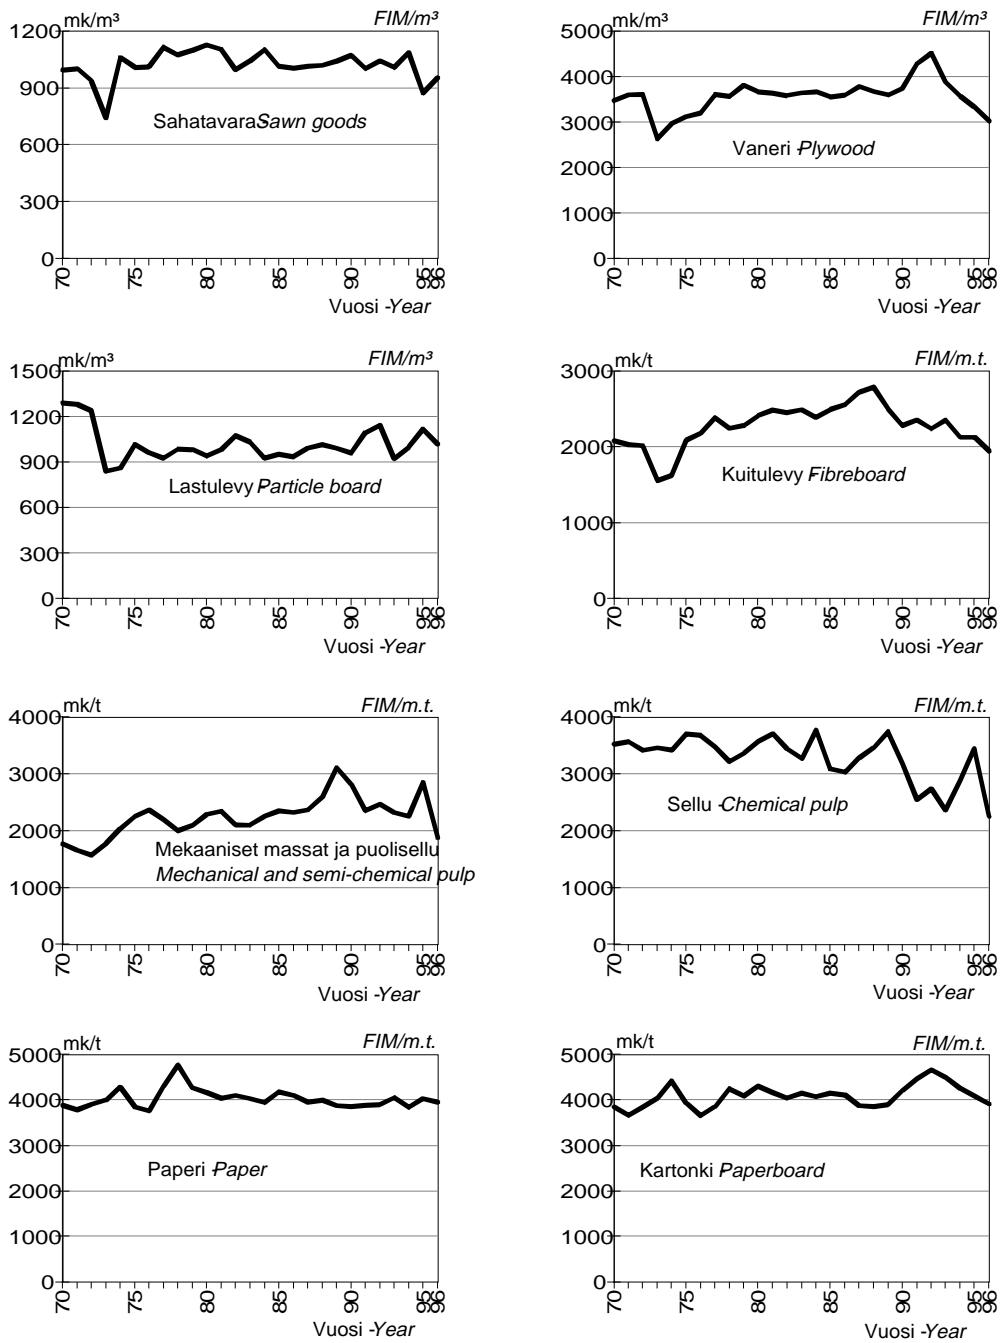 mk/m³ FIM/m³
1200
900
600
300
0
Sahatavara Sawn goods
70 75 80 85 90 95 96
Vuosi -Year
mk/m³ FIM/m³
5000
4000
3000
2000
1000
0
Vaneri -Plywood
70 75 80 85 90 95 96
Vuosi -Year
mk/m³ FIM/m³
1500
1200
900
600
300
0
Lastulevy -Particle board
70 75 80 85 90 95 96
Vuosi -Year
mk/t FIM/m.t.
3000
2000
1000
0
Kuitulevy -Fibreboard
70 75 80 85 90 95 96
Vuosi -Year
mk/t FIM/m.t.
4000
3000
2000
1000
0
Mekaaniset massat ja puolisellu
Mechanical and semi-chemical pulp
70 75 80 85 90 95 96
Vuosi -Year
mk/t FIM/m.t.
4000
3000
2000
1000
0
Sellu -Chemical pulp
70 75 80 85 90 95 96
Vuosi -Year
mk/t FIM/m.t.
5000
4000
3000
2000
1000
0
Paperi -Paper
70 75 80 85 90 95 96
Vuosi -Year
mk/t FIM/m.t.
5000
4000
3000
2000
1000
0
Kartonki -Paperboard
70 75 80 85 90 95 96
Vuosi -Year